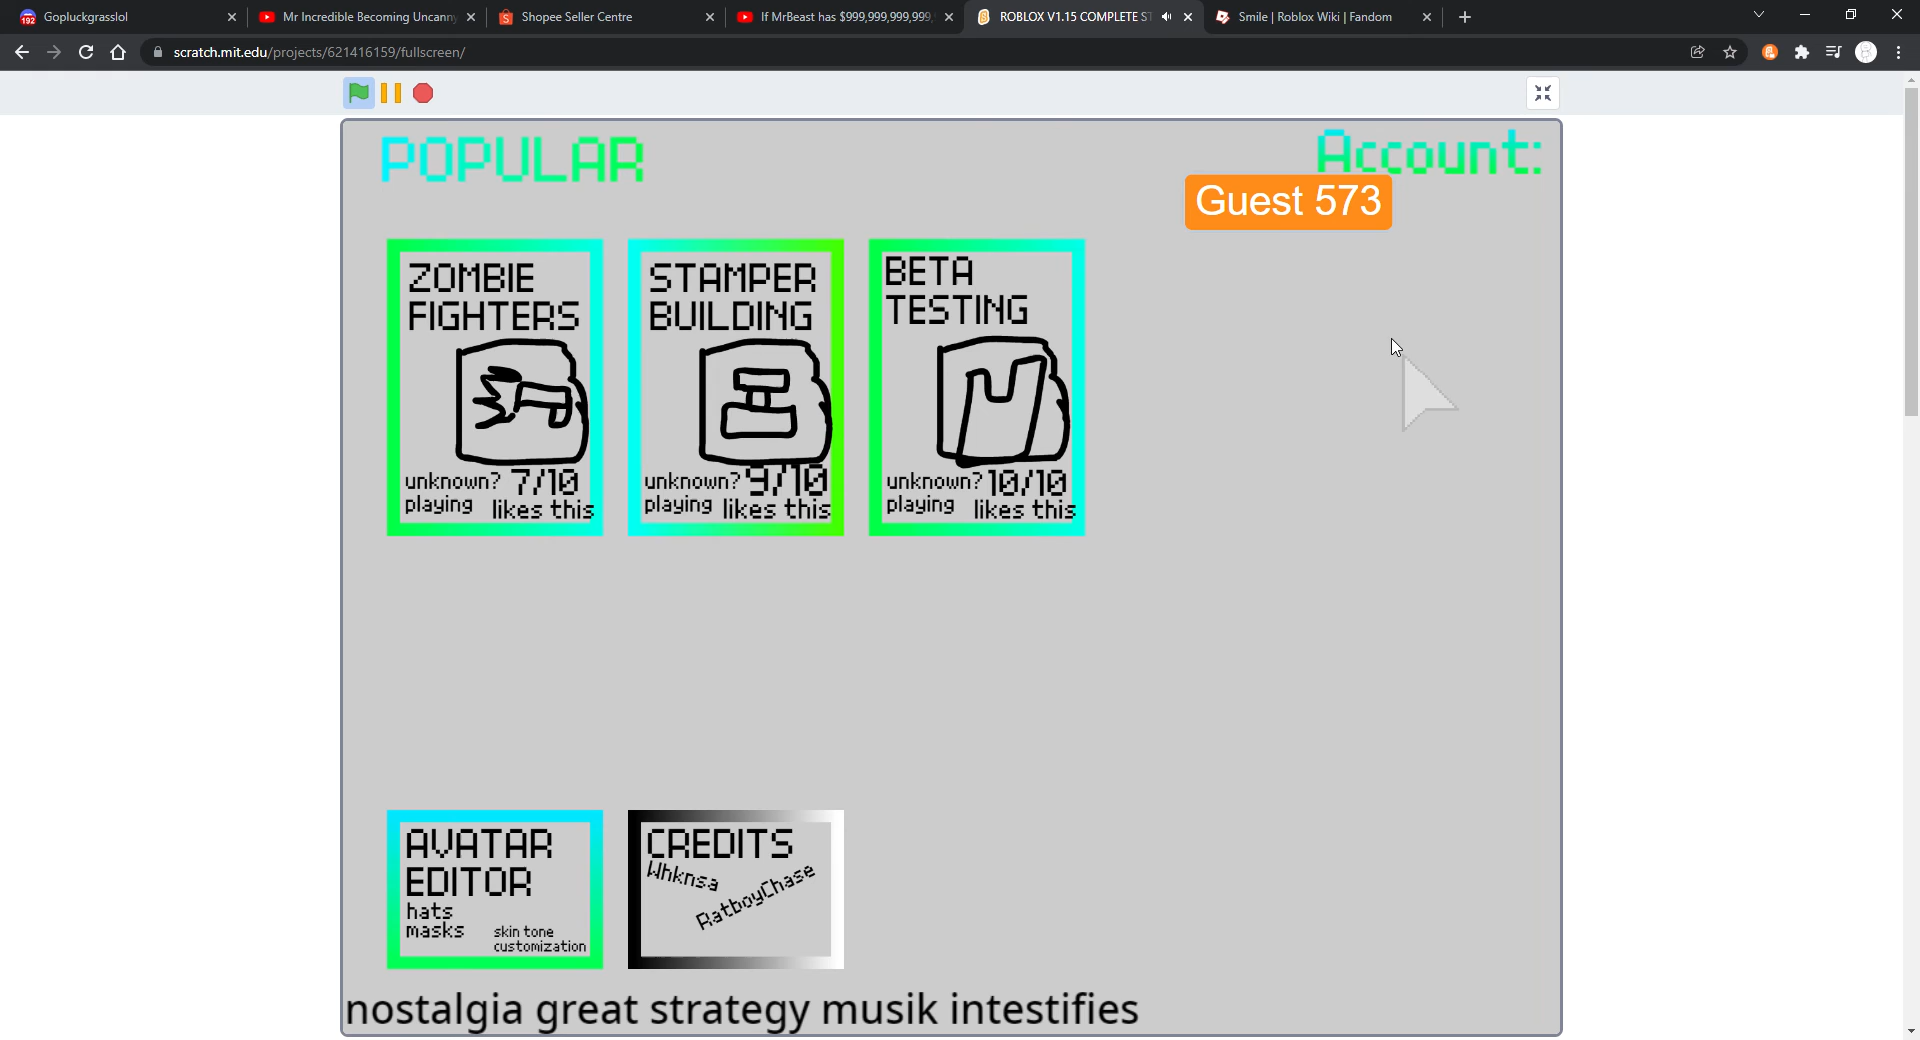 Gopluckgrasslol
Mr Incredible Becoming Uncanny
Shopee Seller Centre
If MrBeast has $999,999,999,999,
ROBLOX V1.15 COMPLETE ST
Smile | Roblox Wiki | Fandom
scratch.mit.edu/projects/621416159/fullscreen/
POPULAR
Account:
Guest 573
ZOMBIE
FIGHTERS
unknown? 7/10
playing likes this
STAMPER
BUILDING
unknown? 9/10
playing likes this
BETA
TESTING
unknown? 10/10
playing likes this
AVATAR
EDITOR
hats
masks
skin tone
customization
CREDITS
Whknsa
RatboyChase
nostalgia great strategy musik intestifies